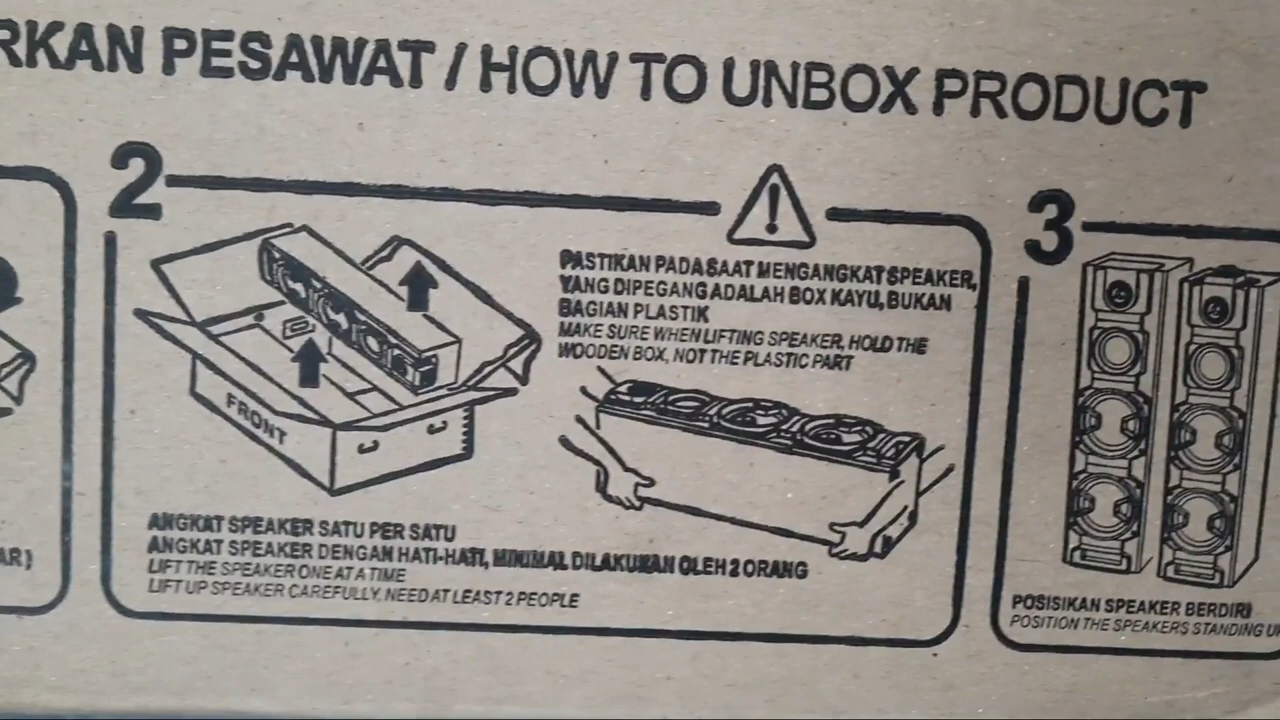 RKAN PESAWAT / HOW TO UNBOX PRODUCT
2
PASTIKAN PADA SAAT MENGANGKAT SPEAKER,
YANG DIPEGANG ADALAH BOX KAYU, BUKAN
BAGIAN PLASTIK
MAKE SURE WHEN LIFTING SPEAKER, HOLD THE
WOODEN BOX, NOT THE PLASTIC PART
FRONT
ANGKAT SPEAKER SATU PER SATU
ANGKAT SPEAKER DENGAN HATI-HATI, MINIMAL DILAKUKAN OLEH 2 ORANG
LIFT THE SPEAKER ONE AT A TIME
LIFT UP SPEAKER CAREFULLY, NEED AT LEAST 2 PEOPLE
AR)
3
POSISIKAN SPEAKER BERDIRI
POSITION THE SPEAKERS STANDING U